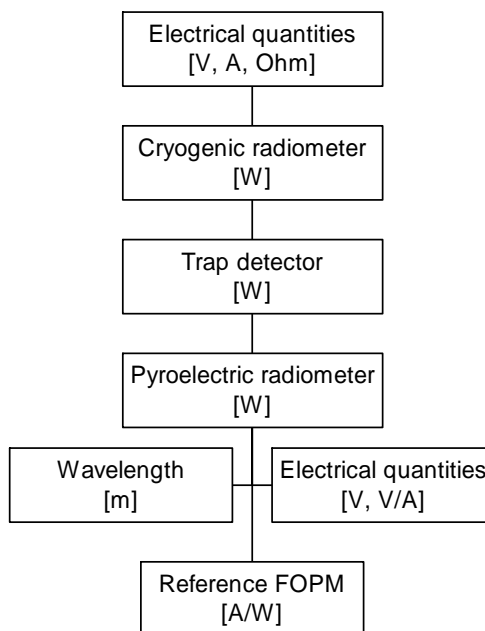 Electrical quantities
[V, A, Ohm]
Cryogenic radiometer
[W]
Trap detector
[W]
Pyroelectric radiometer
[W]
Wavelength
[m]
Electrical quantities
[V, V/A]
Reference FOPM
[A/W]